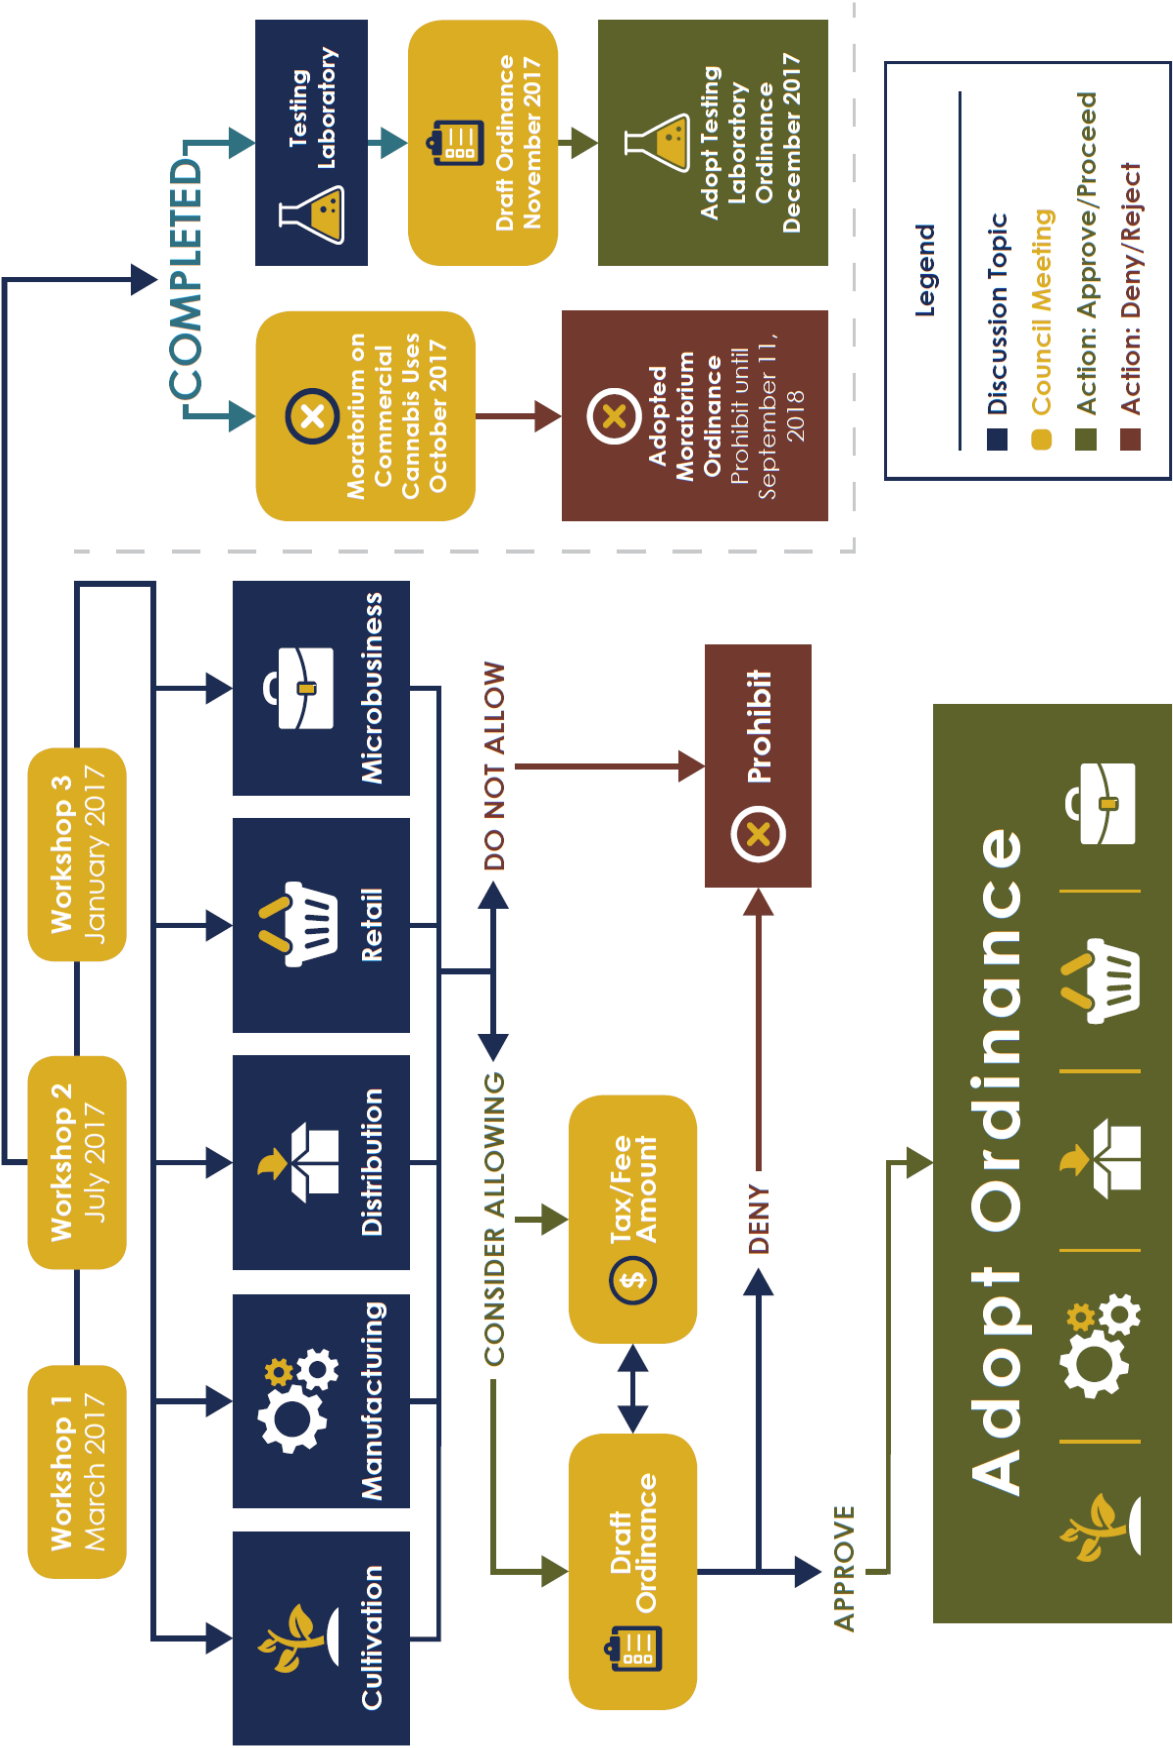 Workshop 1
March 2017
Workshop 2
July 2017
Workshop 3
January 2017
Cultivation
Manufacturing
Distribution
Retail
Microbusiness
CONSIDER ALLOWING
DO NOT ALLOW
Draft
Ordinance
Tax/Fee
Amount
$
DENY
Prohibit
APPROVE
Adopt Ordinance
COMPLETED
Moratorium on
Commercial
Cannabis Uses
October 2017
Adopted
Moratorium
Ordinance
Prohibit until
September 11,
2018
Testing
Laboratory
Draft Ordinance
November 2017
Adopt Testing
Laboratory
Ordinance
December 2017
Legend
Discussion Topic
Council Meeting
Action: Approve/Proceed
Action: Deny/Reject